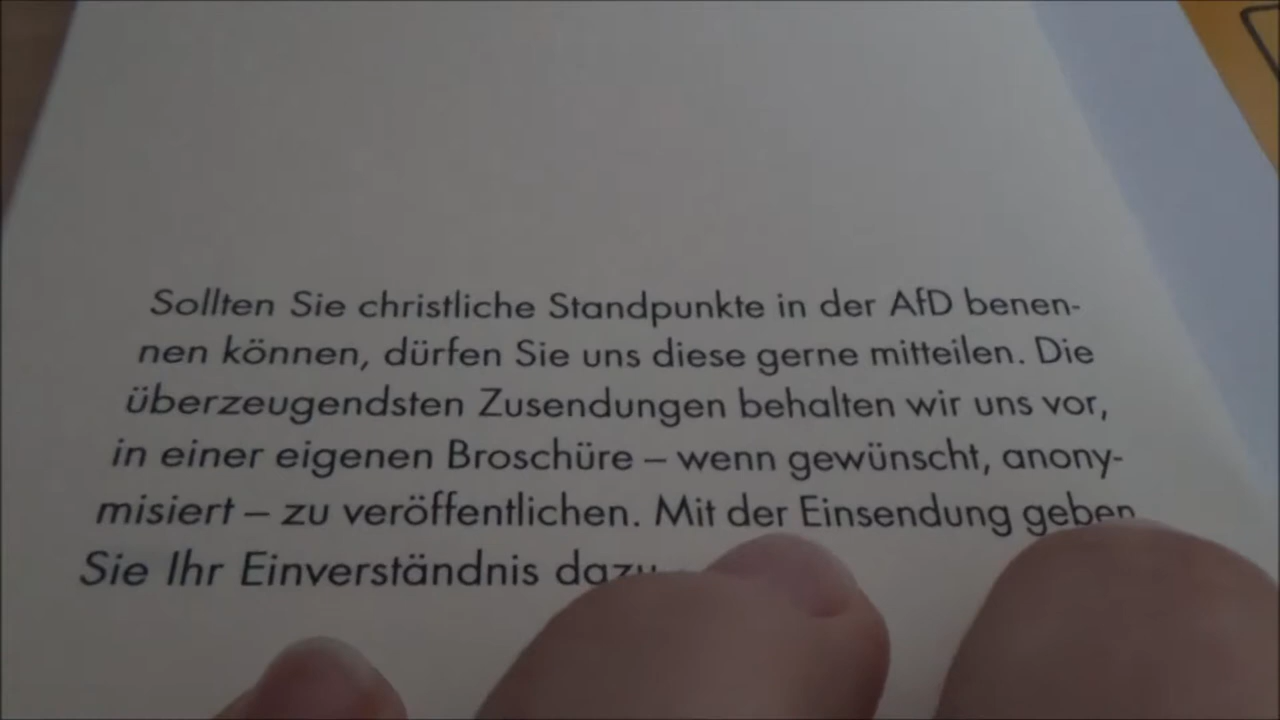 Sollten Sie christliche Standpunkte in der AfD benen-
nen können, dürfen Sie uns diese gerne mitteilen. Die
überzeugendsten Zusendungen behalten wir uns vor,
in einer eigenen Broschüre – wenn gewünscht, anony-
misiert – zu veröffentlichen. Mit der Einsendung geben
Sie Ihr Einverständnis dazu